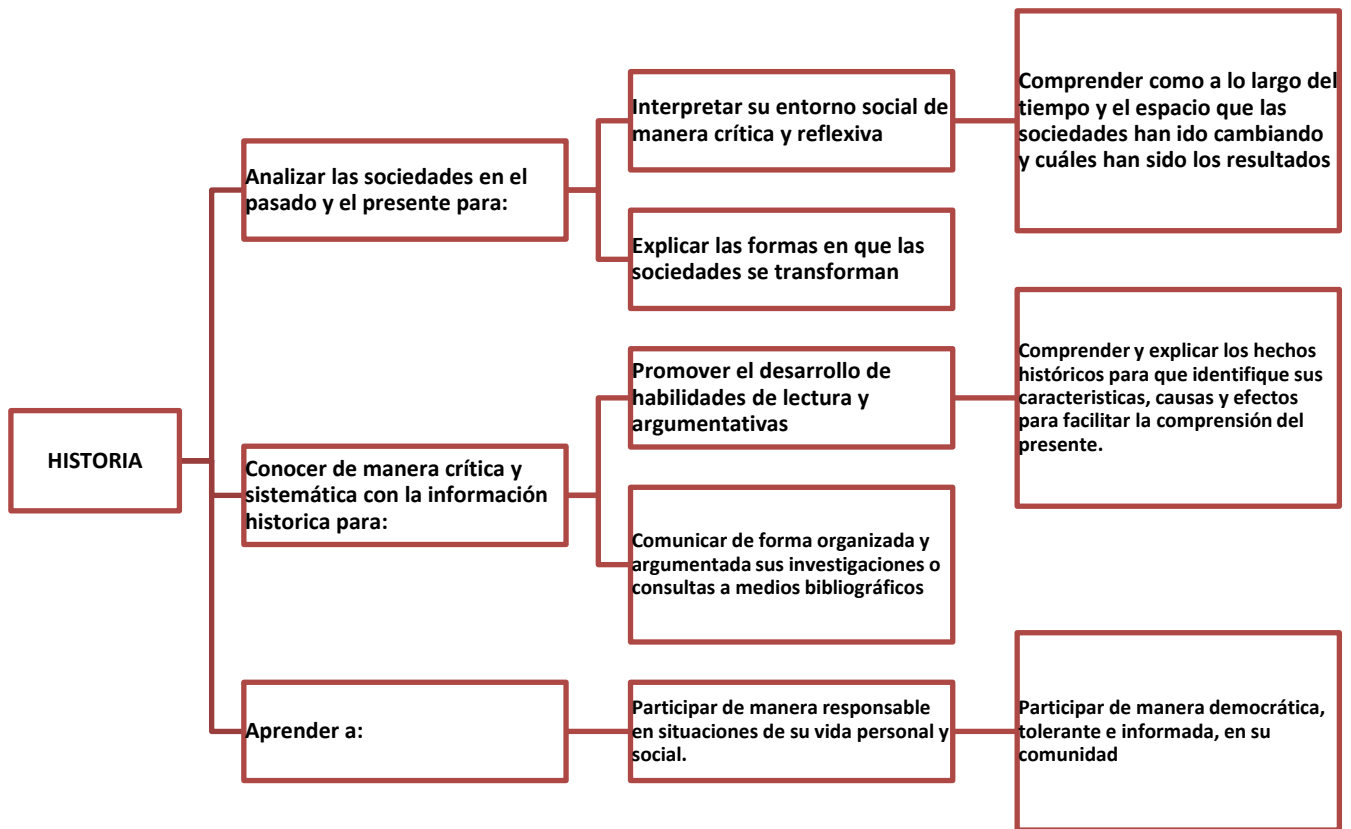 HISTORIA
Analizar las sociedades en el
pasado y el presente para:
Interpretar su entorno social de
manera crítica y reflexiva
Comprender como a lo largo del
tiempo y el espacio que las
sociedades han ido cambiando
y cuáles han sido los resultados
Explicar las formas en que las
sociedades se transforman
Conocer de manera crítica y
sistemática con la información
historica para:
Promover el desarrollo de
habilidades de lectura y
argumentativas
Comprender y explicar los hechos
históricos para que identifique sus
caracteristicas, causas y efectos
para facilitar la comprensión del
presente.
Comunicar de forma organizada y
argumentada sus investigaciones o
consultas a medios bibliográficos
Aprender a:
Participar de manera responsable
en situaciones de su vida personal y
social.
Participar de manera democrática,
tolerante e informada, en su
comunidad